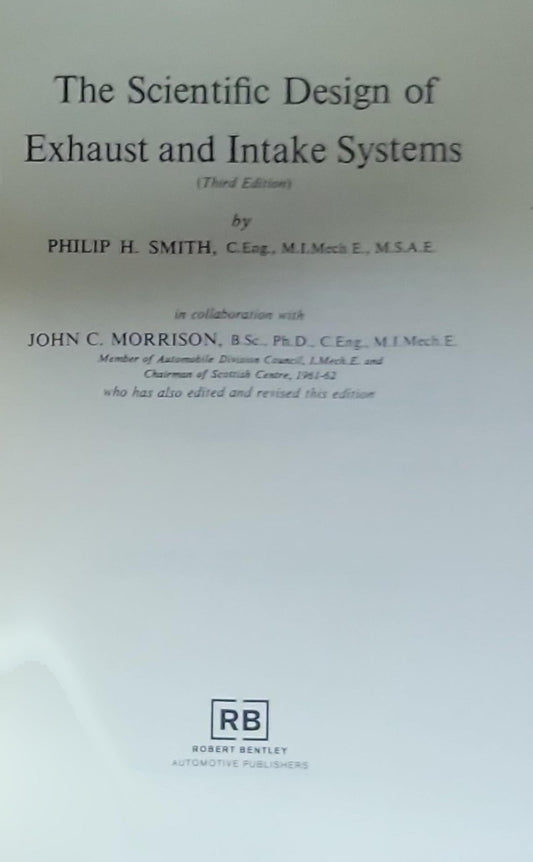 The Scientific Design of
Exhaust and Intake Systems
(Third Edition)
by
PHILIP H. SMITH, C.Eng., M.I.Mech E., M.S.A.E.
in collaboration with
JOHN C. MORRISON, B.Sc., Ph.D., C.Eng., M.I.Mech.E.
Member of Automobile Division Council, I.Mech.E. and
Chairman of Scottish Centre, 1961-62
who has also edited and revised this edition
RB
ROBERT BENTLEY
AUTOMOTIVE PUBLISHERS